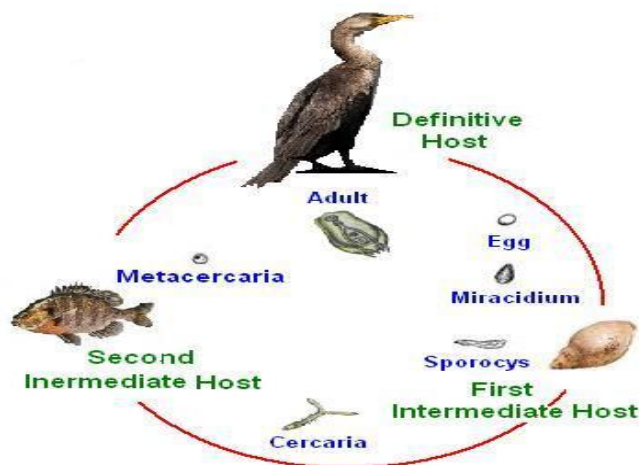 Definitive
Host
Adult
Egg
Metacercaria
Miracidium
Second
Inermediate Host
Sporocys
First
Intermediate Host
Cercaria